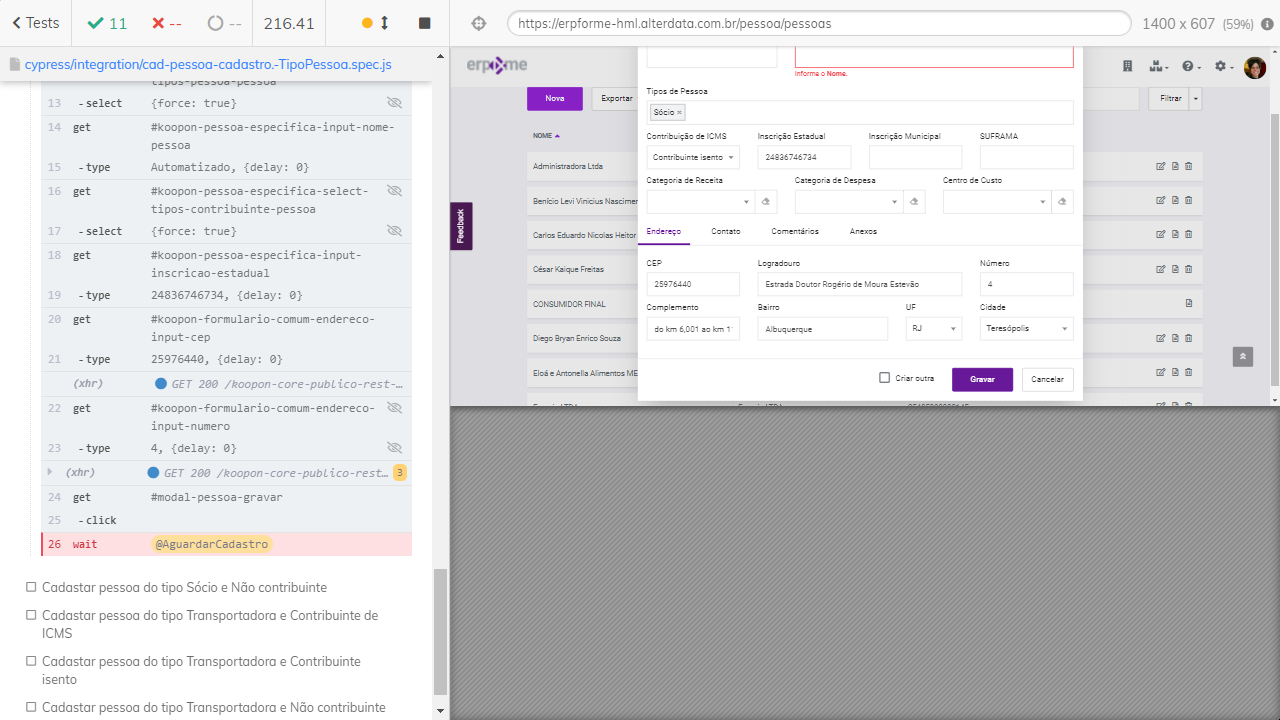 Tests
11
--
--
216.41
https://erpforme-hml.alterdata.com.br/pessoa/pessoas
1400 x 607 (59%)
cypress/integration/cad-pessoa-cadastro.-TipoPessoa.spec.js
tipos-pessoa-pessoa
13 -select {force: true}
14 get #koopon-pessoa-especifica-input-nome-
pessoa
15 -type Automatizado, {delay: 0}
16 get #koopon-pessoa-especifica-select-
tipos-contribuinte-pessoa
17 -select {force: true}
18 get #koopon-pessoa-especifica-input-
inscricao-estadual
19 -type 24836746734, {delay: 0}
20 get #koopon-formulario-comum-endereco-
input-cep
21 -type 25976440, {delay: 0}
(xhr) GET 200 /koopon-core-publico-rest-…
22 get #koopon-formulario-comum-endereco-
input-numero
23 -type 4, {delay: 0}
(xhr) GET 200 /koopon-core-publico-rest… 3
24 get #modal-pessoa-gravar
25 -click
26 wait @AguardarCadastro
Cadastar pessoa do tipo Sócio e Não contribuinte
Cadastar pessoa do tipo Transportadora e Contribuinte de
ICMS
Cadastar pessoa do tipo Transportadora e Contribuinte
isento
Cadastar pessoa do tipo Transportadora e Não contribuinte
erpme
Nova
Exportar
Filtrar
NOME
Administradora Ltda
Benício Levi Vinicius Nascimen
Carlos Eduardo Nicolas Heitor
César Kaique Freitas
CONSUMIDOR FINAL
Diego Bryan Enrico Souza
Eloá e Antonella Alimentos ME
Feedback
Informe o Nome.
Tipos de Pessoa
Sócio ×
Contribuição de ICMS Inscrição Estadual Inscrição Municipal SUFRAMA
Contribuinte isento 24836746734
Categoria de Receita Categoria de Despesa Centro de Custo
Endereço Contato Comentários Anexos
CEP Logradouro Número
25976440 Estrada Doutor Rogério de Moura Estevão 4
Complemento Bairro UF Cidade
do km 6,001 ao km 1 Albuquerque RJ Teresópolis
Criar outra Gravar Cancelar